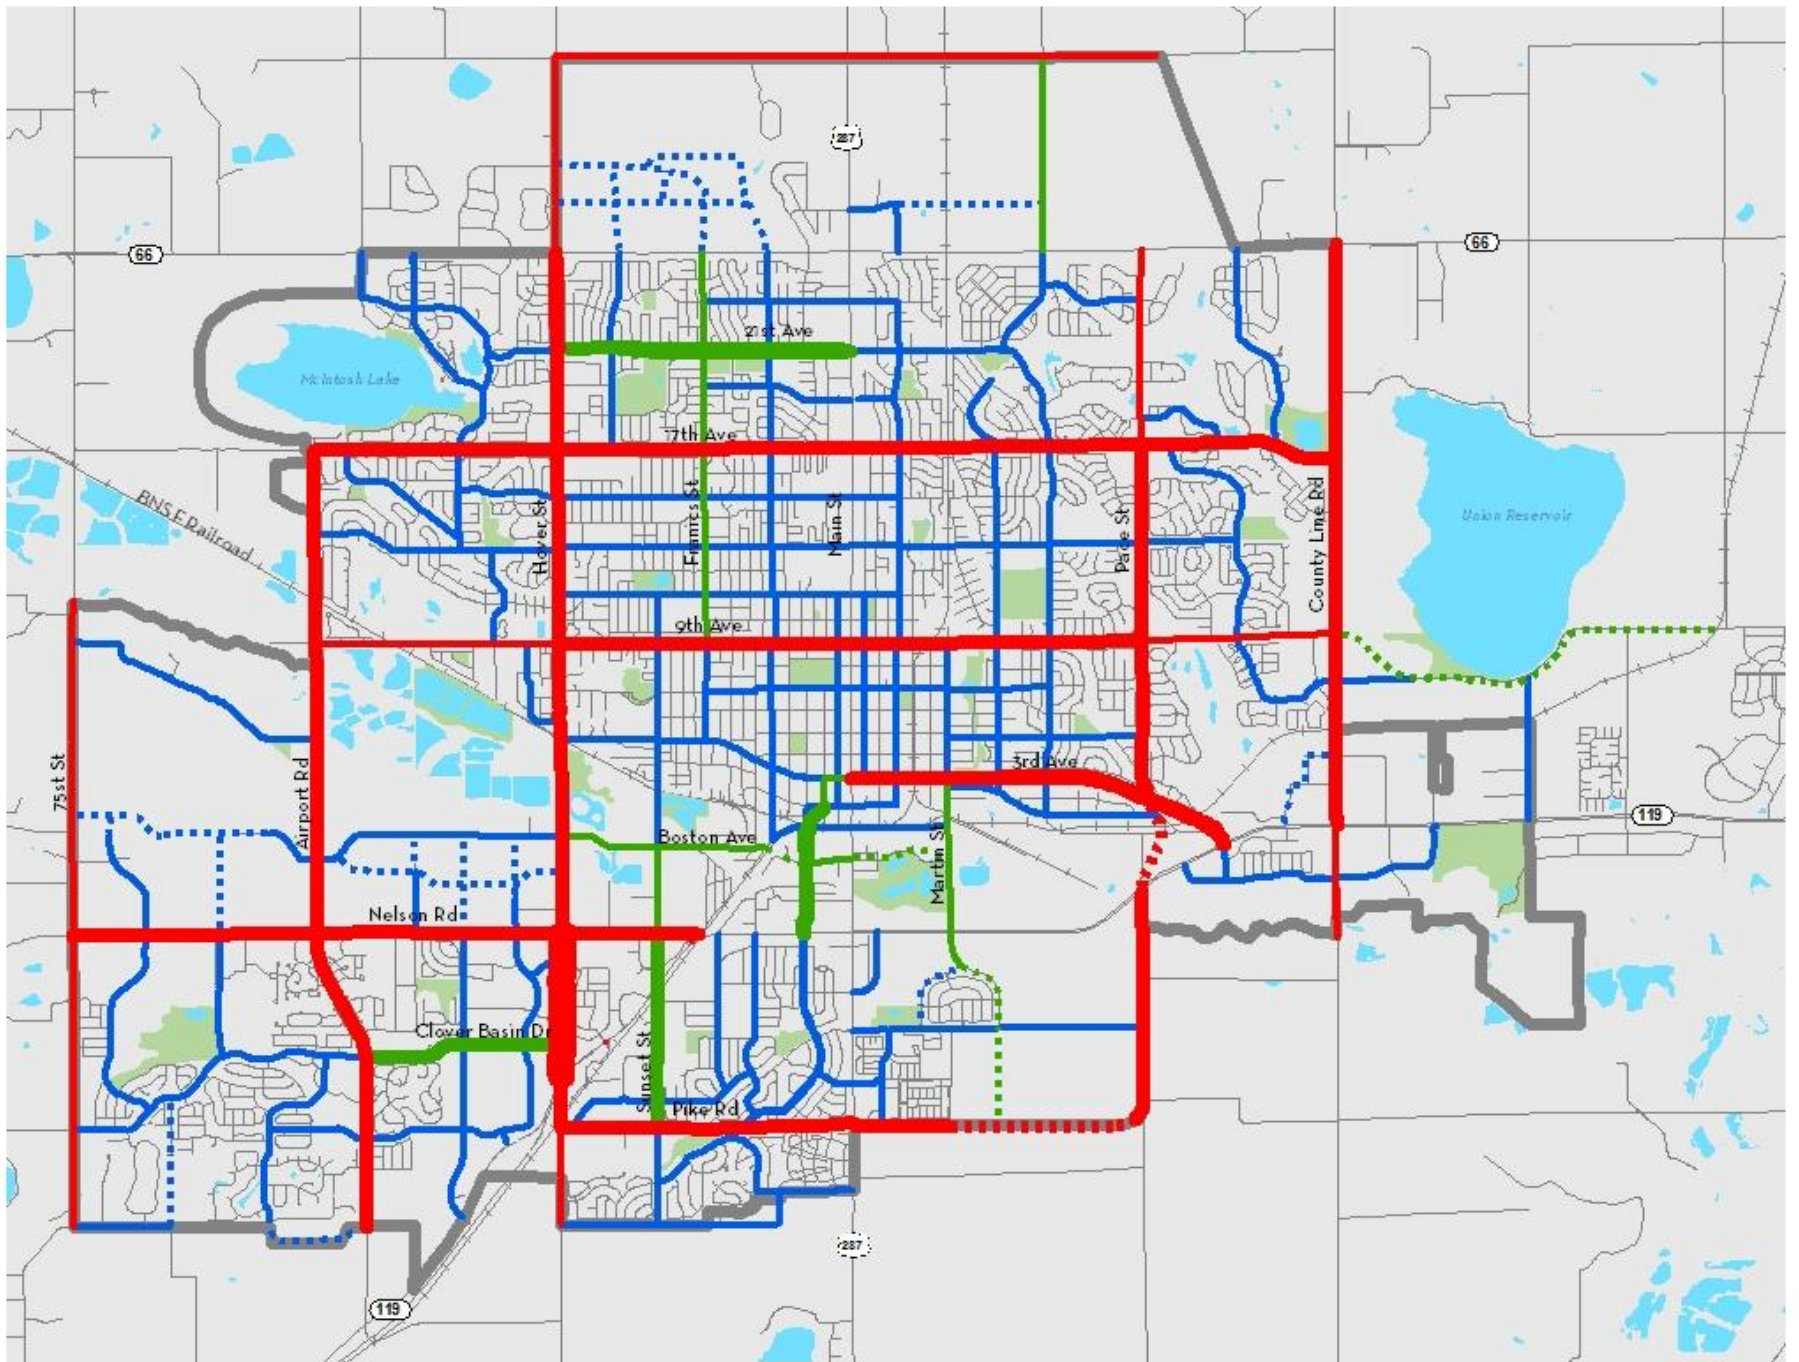 287
66
66
21st Ave
McIntosh Lake
17th Ave
BNSF Railroad
Hover St
Franics St
Main St
Pace St
County Line Rd
Union Reservoir
9th Ave
75st St
Airport Rd
3rd Ave
Boston Ave
Martin St
119
Nelson Rd
Clover Basin Dr
Sunset St
Pike Rd
287
119